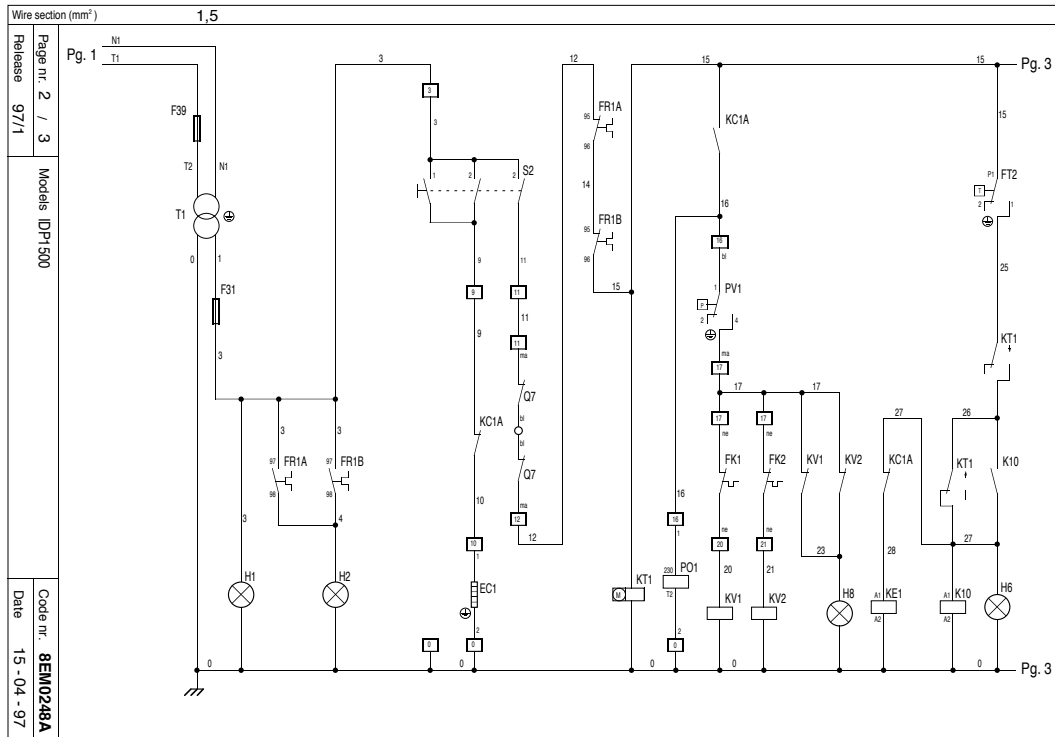 Wire section (mm² )
1,5
Page nr. 2 / 3
Release 97/1
Models IDP1500
Code nr. 8EM0248A
Date 15 - 04 - 97
Pg. 1
N1
T1
F39
T2
N1
T1
0
1
F31
3
3
3
3
3
3
3
97
98
FR1A
97
98
FR1B
4
H1
H2
0
1
2
2
S2
9
9
9
10
KC1A
10
1
EC1
2
0
0
0
11
11
11
11
ma
Q7
bl
bl
Q7
ma
12
12
12
95
96
FR1A
14
95
96
FR1B
15
15
15
KC1A
16
16
bl
1
P
PV1
2
4
ma
17
17
17
17
17
ne
ne
FK1
FK2
KV1
KV2
ne
ne
20
21
20
21
23
16
16
1
230
PO1
T2
2
0
M
KT1
KV1
KV2
H8
0
0
15
Pg. 3
15
P1
FT2
T
2
1
25
KT1
27
26
KC1A
KT1
K10
27
28
A1
KE1
A2
A1
K10
A2
H6
0
Pg. 3